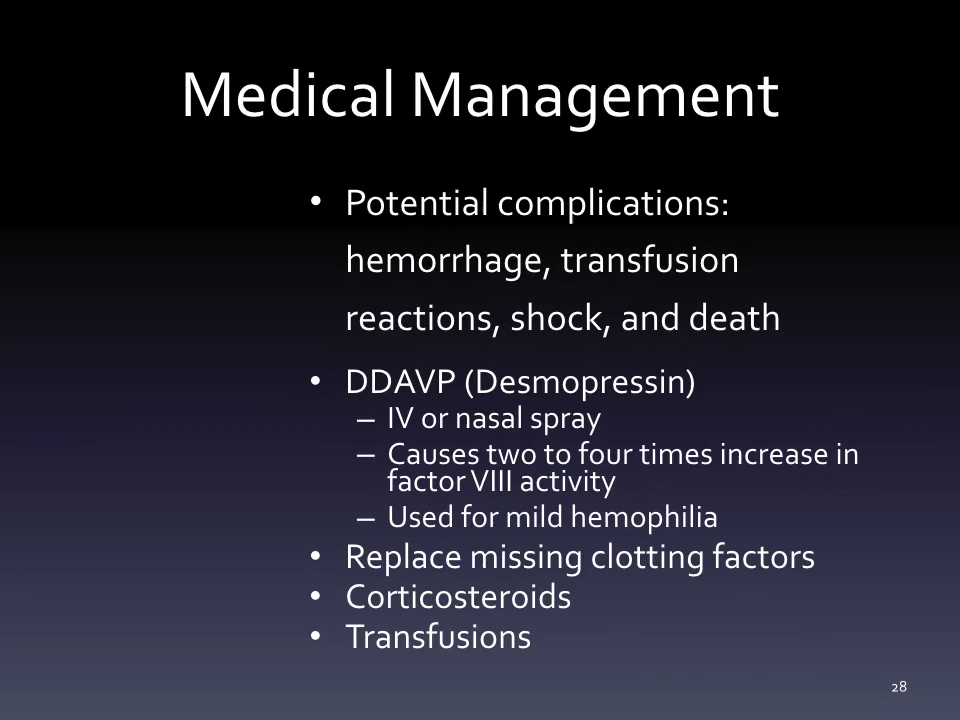 Medical Management
• Potential complications:
hemorrhage, transfusion
reactions, shock, and death
• DDAVP (Desmopressin)
– IV or nasal spray
– Causes two to four times increase in
factor VIII activity
– Used for mild hemophilia
• Replace missing clotting factors
• Corticosteroids
• Transfusions
28